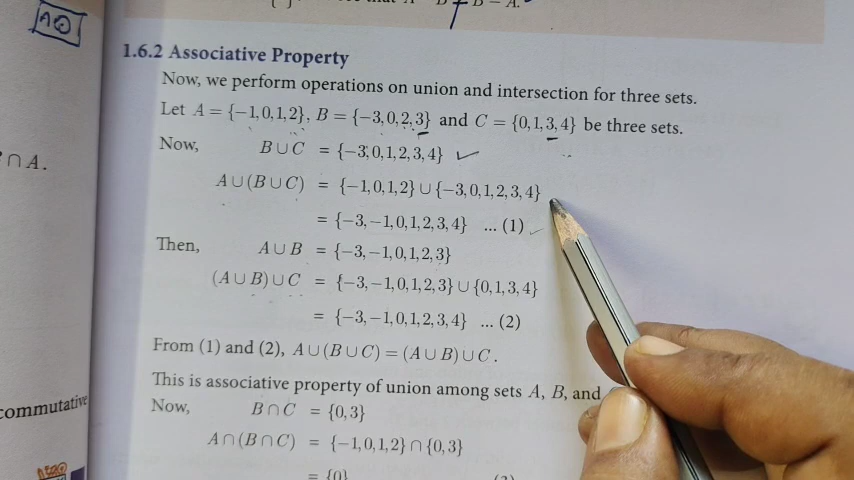 B = A.
1.6.2 Associative Property
Now, we perform operations on union and intersection for three sets.
Let A = {−1,0,1,2}, B = {−3,0,2,3} and C = {0,1,3,4} be three sets.
Now, B∪C = {−3,0,1,2,3,4}
A∪(B∪C) = {−1,0,1,2}∪{−3,0,1,2,3,4}
= {−3,−1,0,1,2,3,4} ... (1)
Then, A∪B = {−3,−1,0,1,2,3}
(A∪B)∪C = {−3,−1,0,1,2,3}∪{0,1,3,4}
= {−3,−1,0,1,2,3,4} ... (2)
From (1) and (2), A∪(B∪C) = (A∪B)∪C.
This is associative property of union among sets A, B, and
Now, B∩C = {0,3}
A∩(B∩C) = {−1,0,1,2}∩{0,3}
= {0}
∩ A.
commutative